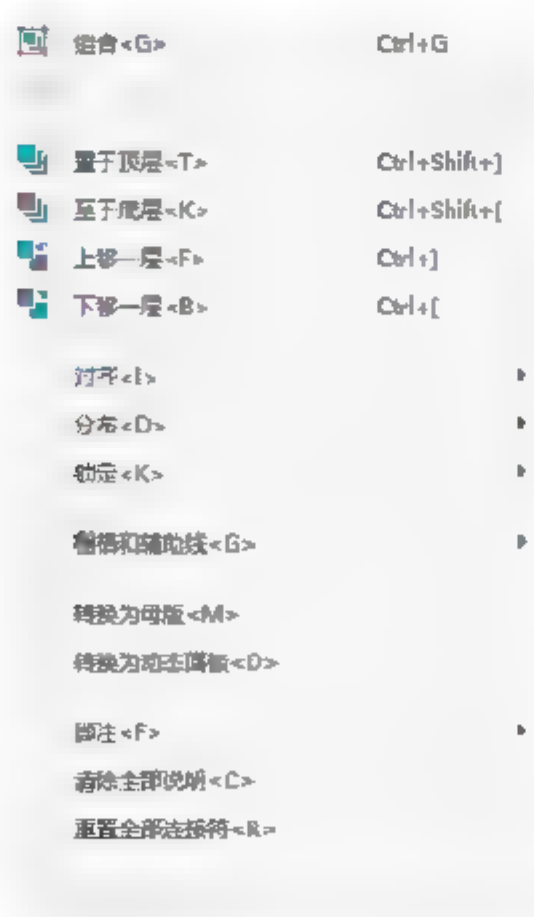 组合<G> Ctrl+G
置于顶层<T> Ctrl+Shift+]
至于底层<K> Ctrl+Shift+[
上移一层<F> Ctrl+]
下移一层<B> Ctrl+[
对齐<I>
分布<D>
锁定<K>
栅格和辅助线<G>
转换为母版<M>
转换为动态面板<D>
脚注<F>
清除全部说明<C>
重置全部连接符<R>